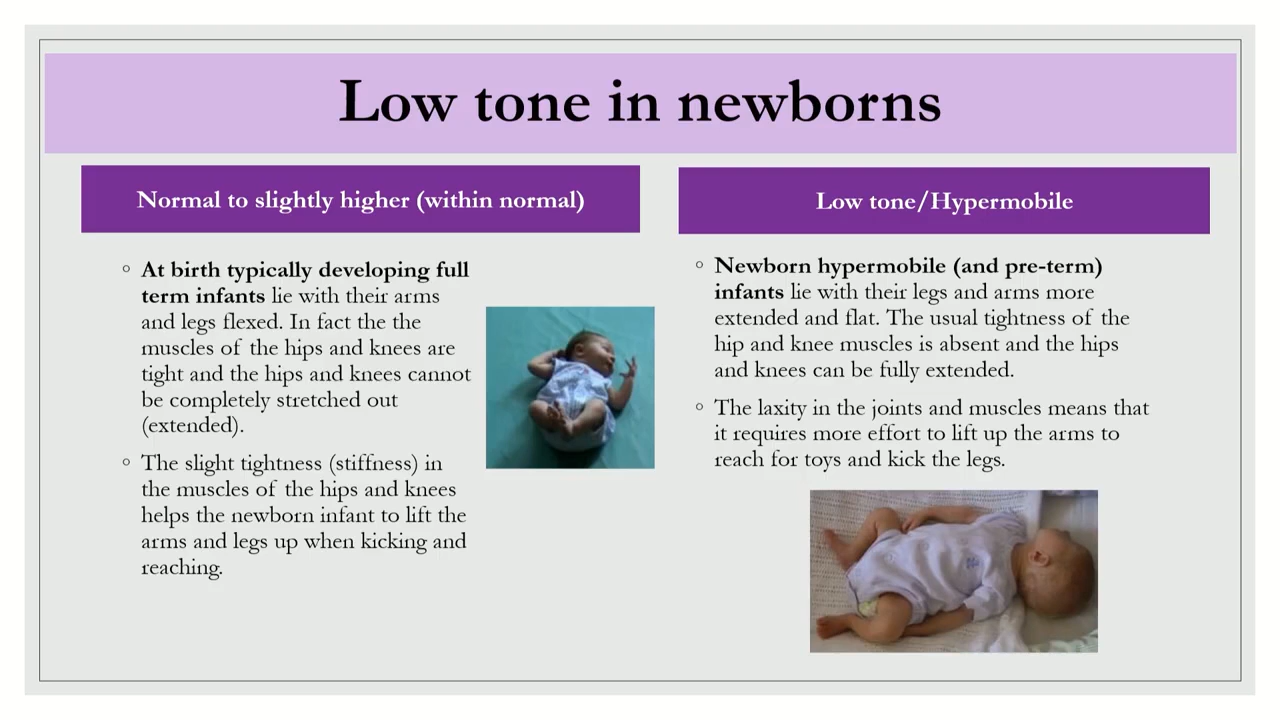 Low tone in newborns
Normal to slightly higher (within normal)
◦ At birth typically developing full
term infants lie with their arms
and legs flexed. In fact the the
muscles of the hips and knees are
tight and the hips and knees cannot
be completely stretched out
(extended).
◦ The slight tightness (stiffness) in
the muscles of the hips and knees
helps the newborn infant to lift the
arms and legs up when kicking and
reaching.
Low tone/Hypermobile
◦ Newborn hypermobile (and pre-term)
infants lie with their legs and arms more
extended and flat. The usual tightness of the
hip and knee muscles is absent and the hips
and knees can be fully extended.
◦ The laxity in the joints and muscles means that
it requires more effort to lift up the arms to
reach for toys and kick the legs.